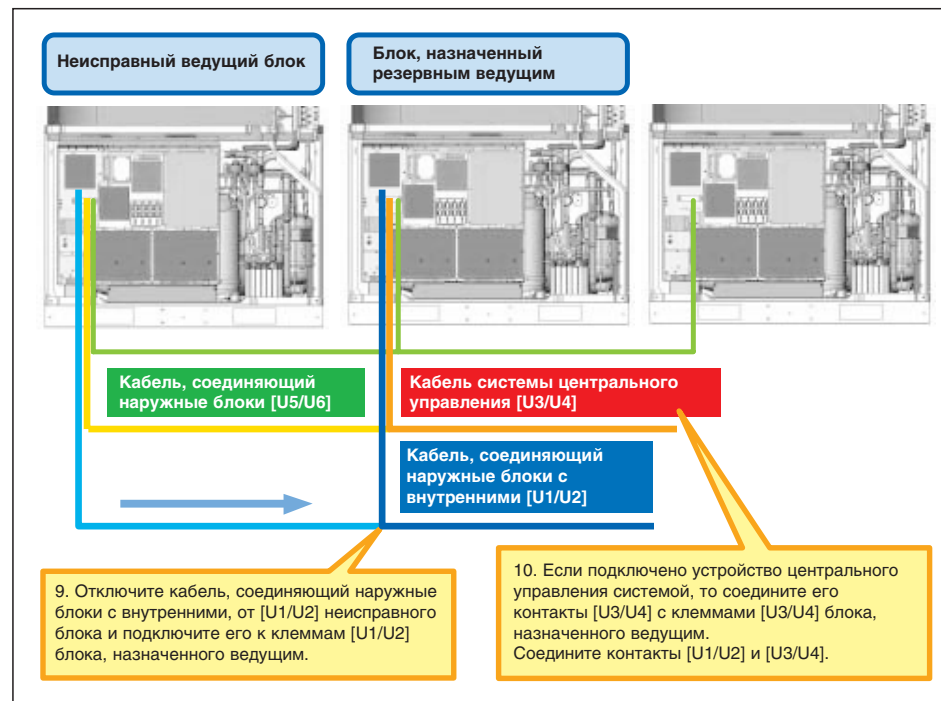 Неисправный ведущий блок
Блок, назначенный
резервным ведущим
Кабель, соединяющий
наружные блоки [U5/U6]
Кабель системы центрального
управления [U3/U4]
Кабель, соединяющий
наружные блоки с
внутренними [U1/U2]
9. Отключите кабель, соединяющий наружные
блоки с внутренними, от [U1/U2] неисправного
блока и подключите его к клеммам [U1/U2]
блока, назначенного ведущим.
10. Если подключено устройство центрального
управления системой, то соедините его
контакты [U3/U4] с клеммами [U3/U4] блока,
назначенного ведущим.
Соедините контакты [U1/U2] и [U3/U4].